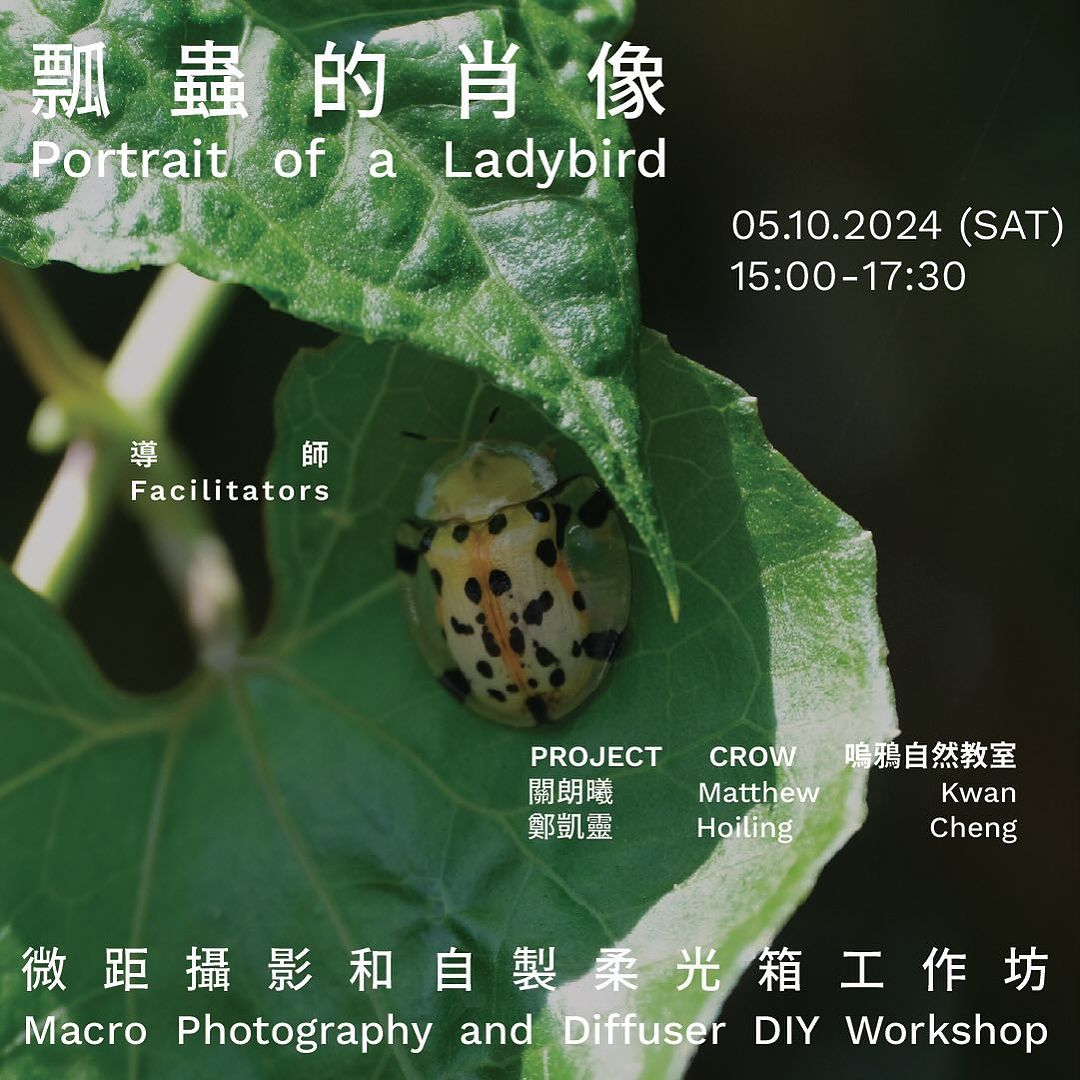 瓢蟲的肖像
Portrait of a Ladybird
05.10.2024 (SAT)
15:00-17:30
導師
Facilitators
PROJECT CROW 嗚鴉自然教室
關朗曦 Matthew Kwan
鄭凱靈 Hoiling Cheng
微距攝影和自製柔光箱工作坊
Macro Photography and Diffuser DIY Workshop